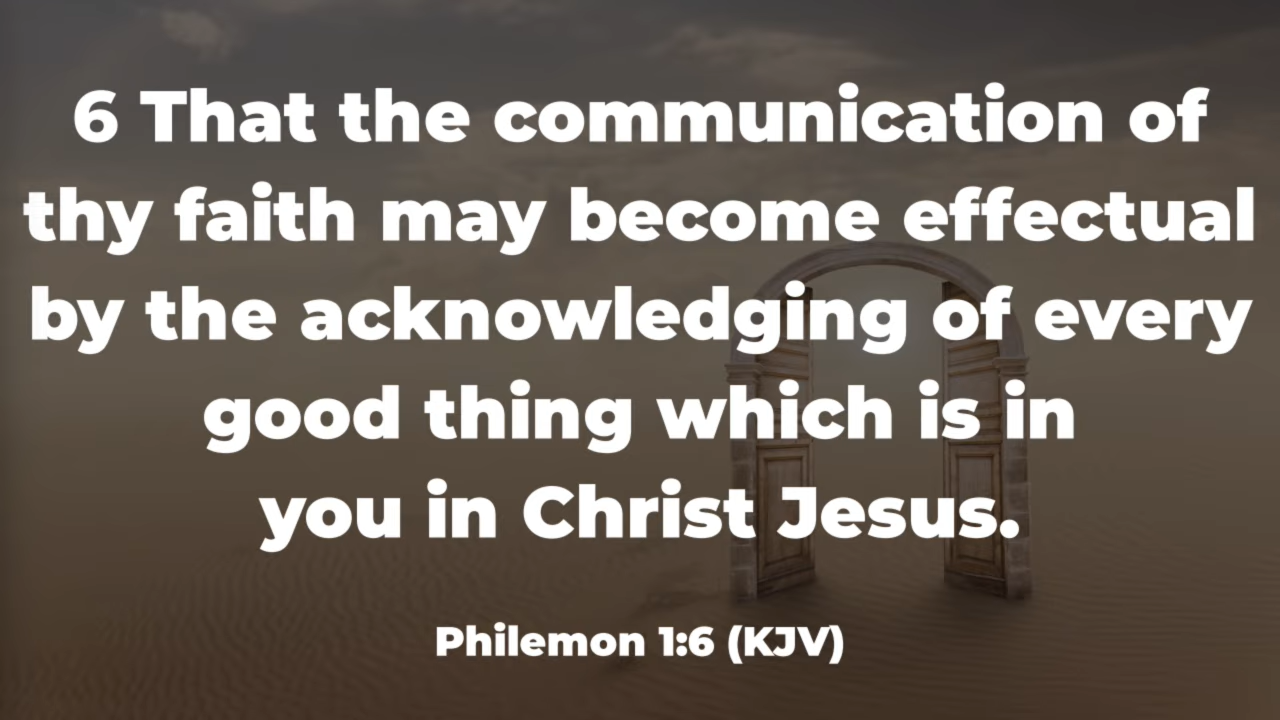 6 That the communication of
thy faith may become effectual
by the acknowledging of every
good thing which is in
you in Christ Jesus.
Philemon 1:6 (KJV)